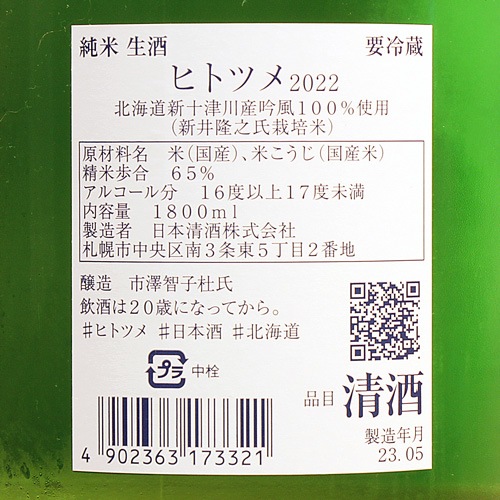 純米 生酒 要冷蔵
ヒトツメ2022
北海道新十津川産吟風100%使用
（新井隆之氏栽培米）
原材料名 米（国産）、米こうじ（国産米）
精米歩合 65%
アルコール分 16度以上17度未満
内容量 1800ml
製造者 日本清酒株式会社
札幌市中央区南3条東5丁目2番地
醸造 市澤智子杜氏
飲酒は20歳になってから。
#ヒトツメ #日本酒 #北海道
プラ 中栓
品目 清酒
4 902363 173321
製造年月
23.05